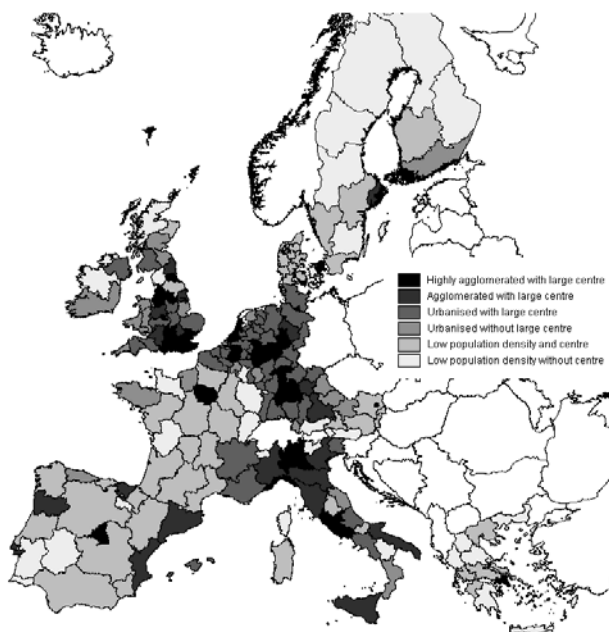 Highly agglomerated with large centre
Agglomerated with large centre
Urbanised with large centre
Urbanised without large centre
Low population density and centre
Low population density without centre